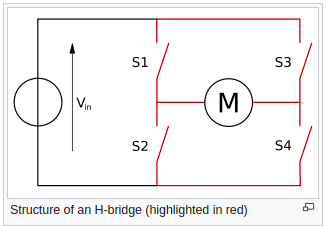 S1
S3
Vin
M
S2
S4
Structure of an H-bridge (highlighted in red)